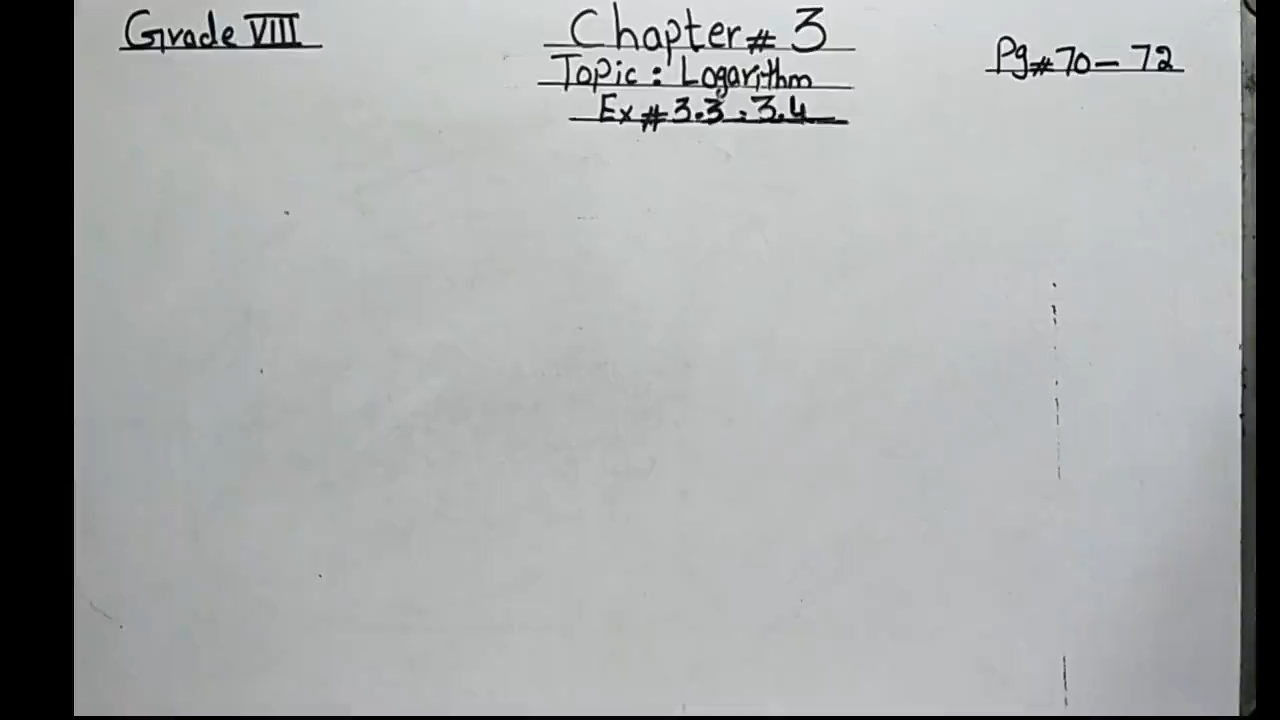 Grade VIII
Chapter # 3
Topic : Logarithm
Ex # 3.3 : 3.4
Pg # 70 - 72